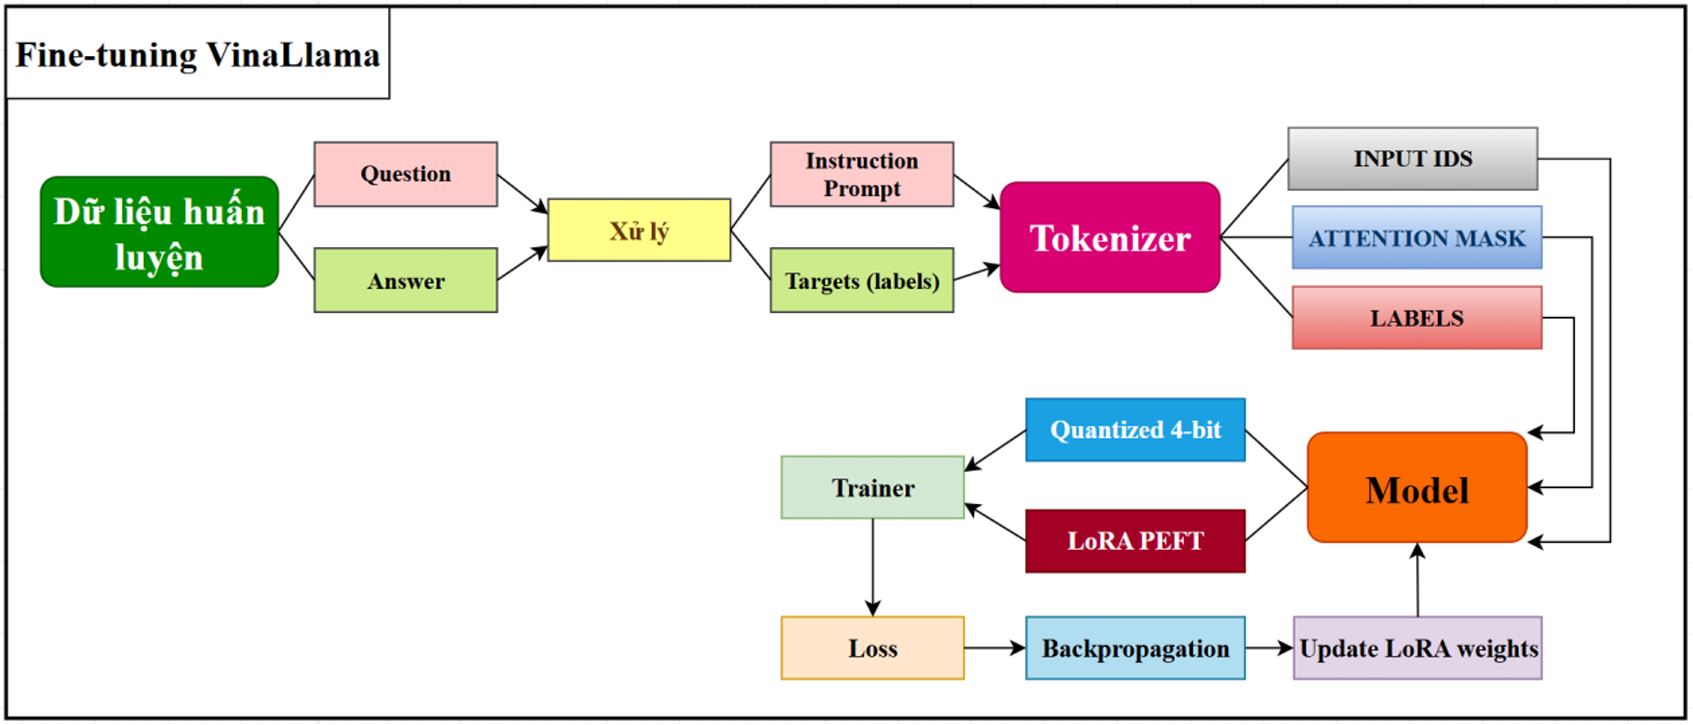 Fine-tuning VinaLlama
Dữ liệu huấn
luyện
Question
Answer
Xử lý
Instruction
Prompt
Targets (labels)
Tokenizer
INPUT IDS
ATTENTION MASK
LABELS
Quantized 4-bit
LoRA PEFT
Model
Trainer
Loss
Backpropagation
Update LoRA weights